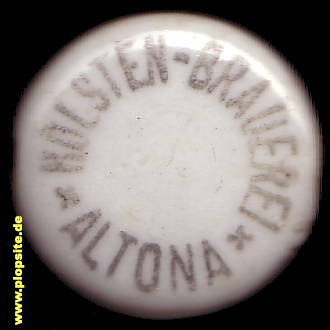 HOLSTEN-BRAUEREI
* ALTONA *
www.plopsite.de